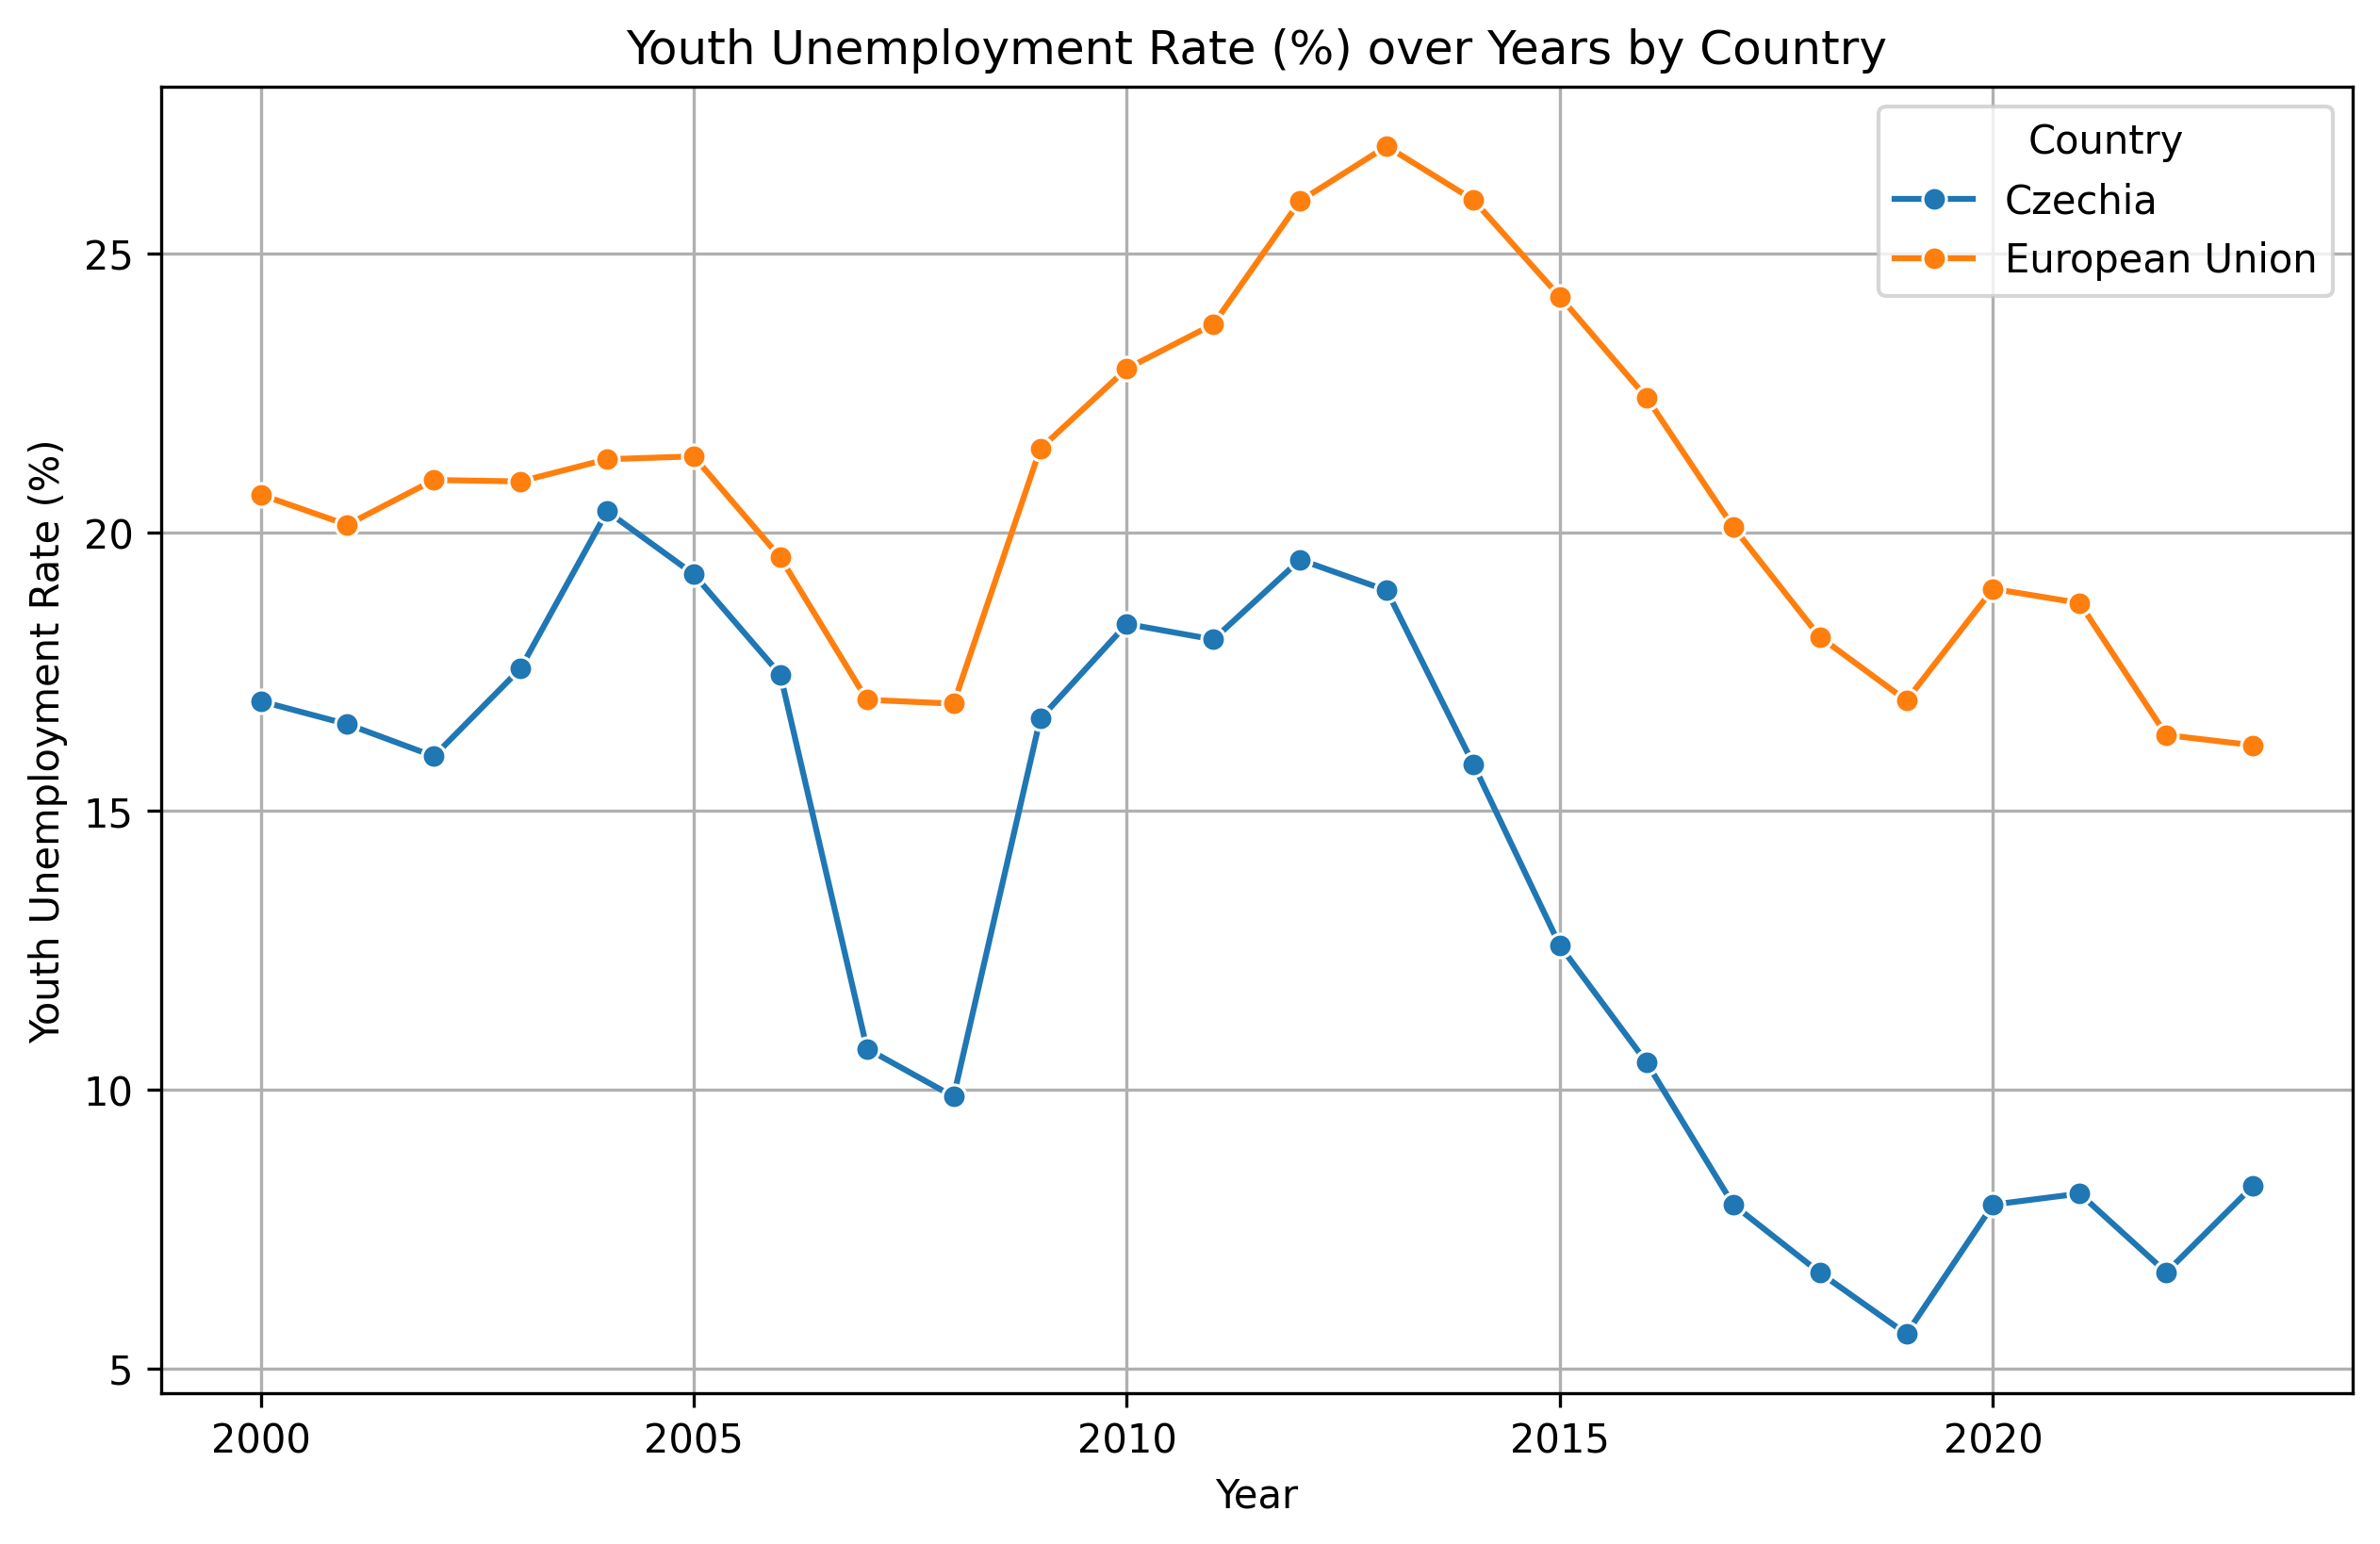 Youth Unemployment Rate (%) over Years by Country
Country
Czechia
European Union
Youth Unemployment Rate (%)
25
20
15
10
5
2000 2005 2010 2015 2020
Year